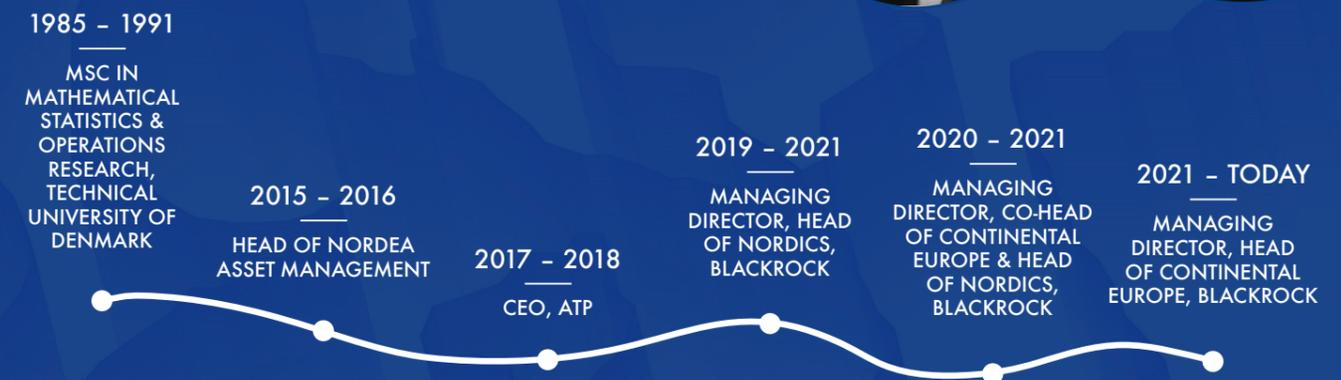 1985 – 1991
MSC IN
MATHEMATICAL
STATISTICS &
OPERATIONS
RESEARCH,
TECHNICAL
UNIVERSITY OF
DENMARK
2015 – 2016
HEAD OF NORDEA
ASSET MANAGEMENT
2017 – 2018
CEO, ATP
2019 – 2021
MANAGING
DIRECTOR, HEAD
OF NORDICS,
BLACKROCK
2020 – 2021
MANAGING
DIRECTOR, CO-HEAD
OF CONTINENTAL
EUROPE & HEAD
OF NORDICS,
BLACKROCK
2021 – TODAY
MANAGING
DIRECTOR, HEAD
OF CONTINENTAL
EUROPE, BLACKROCK